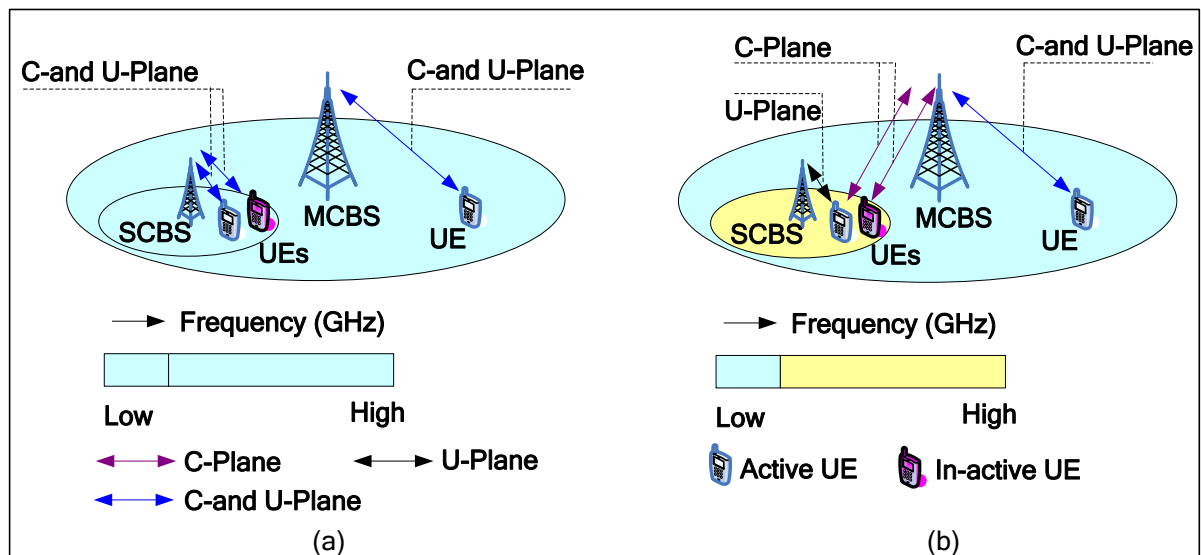 C-and U-Plane
C-and U-Plane
SCBS
MCBS
UE
UEs
Frequency (GHz)
Low
High
C-Plane
U-Plane
C-and U-Plane
(a)
C-Plane
C-and U-Plane
U-Plane
SCBS
MCBS
UE
UEs
Frequency (GHz)
Low
High
Active UE
In-active UE
(b)